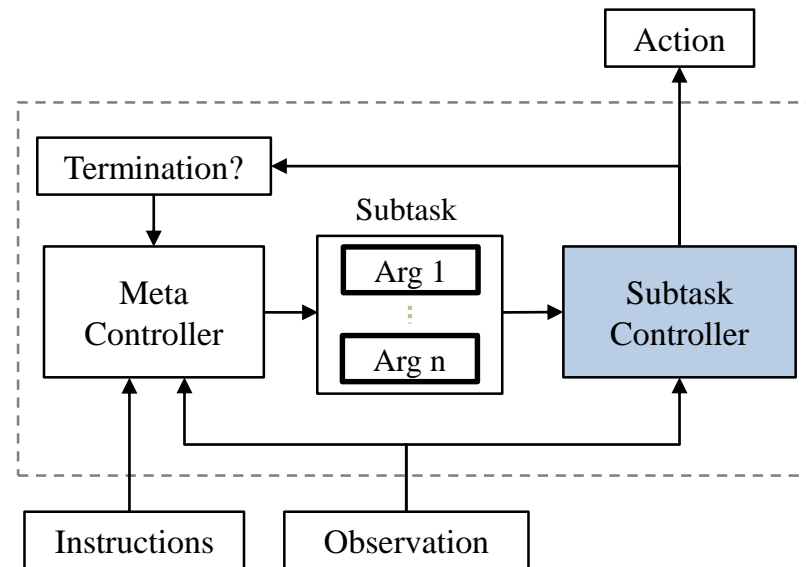 Action
Termination?
Subtask
Arg 1
Meta
Controller
Subtask
Controller
Arg n
Instructions
Observation